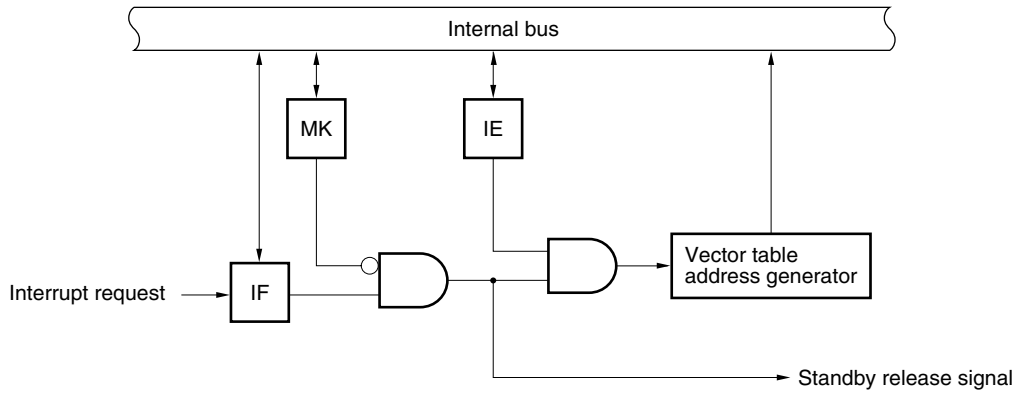 Internal bus
MK
IE
Interrupt request
IF
Vector table
address generator
Standby release signal